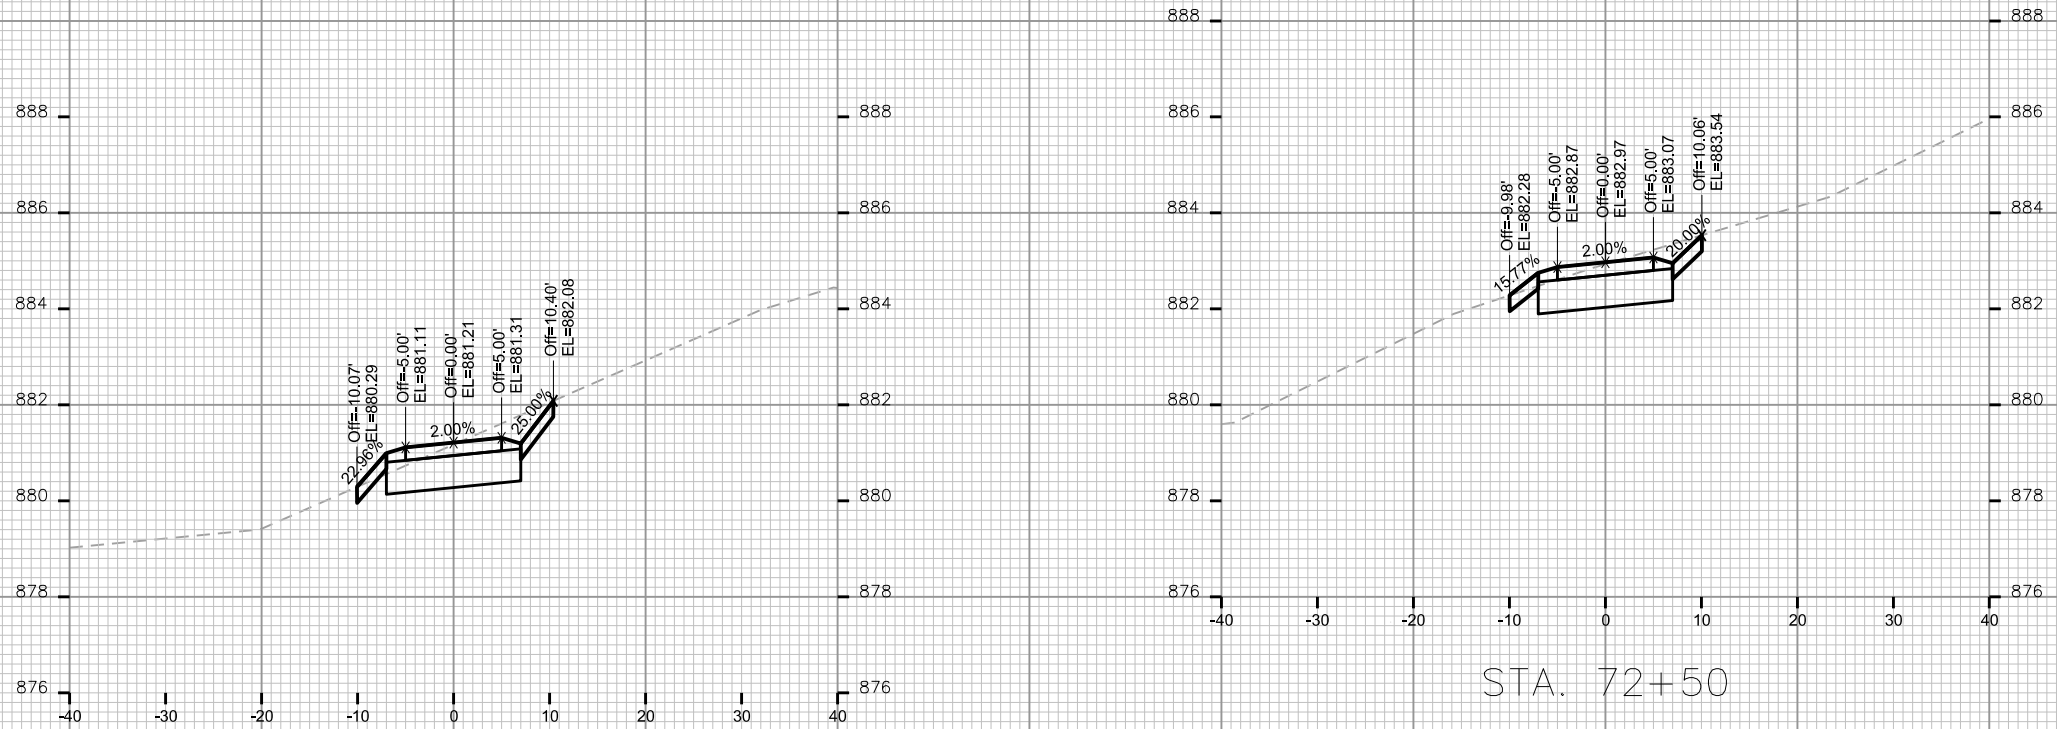 888
888
886
886
884
884
882
882
880
880
878
878
876
876
Off=-10.07'
EL=880.29
Off=-5.00'
EL=881.11
Off=0.00'
EL=881.21
Off=5.00'
EL=881.31
Off=10.40'
EL=882.08
22.96%
2.00%
25.00%
-40 -30 -20 -10 0 10 20 30 40
888
888
886
886
884
884
882
882
880
880
878
878
876
876
Off=-9.98'
EL=882.28
Off=-5.00'
EL=882.87
Off=0.00'
EL=882.97
Off=5.00'
EL=883.07
Off=10.06'
EL=883.54
15.77%
2.00%
20.00%
-40 -30 -20 -10 0 10 20 30 40
STA. 72+50